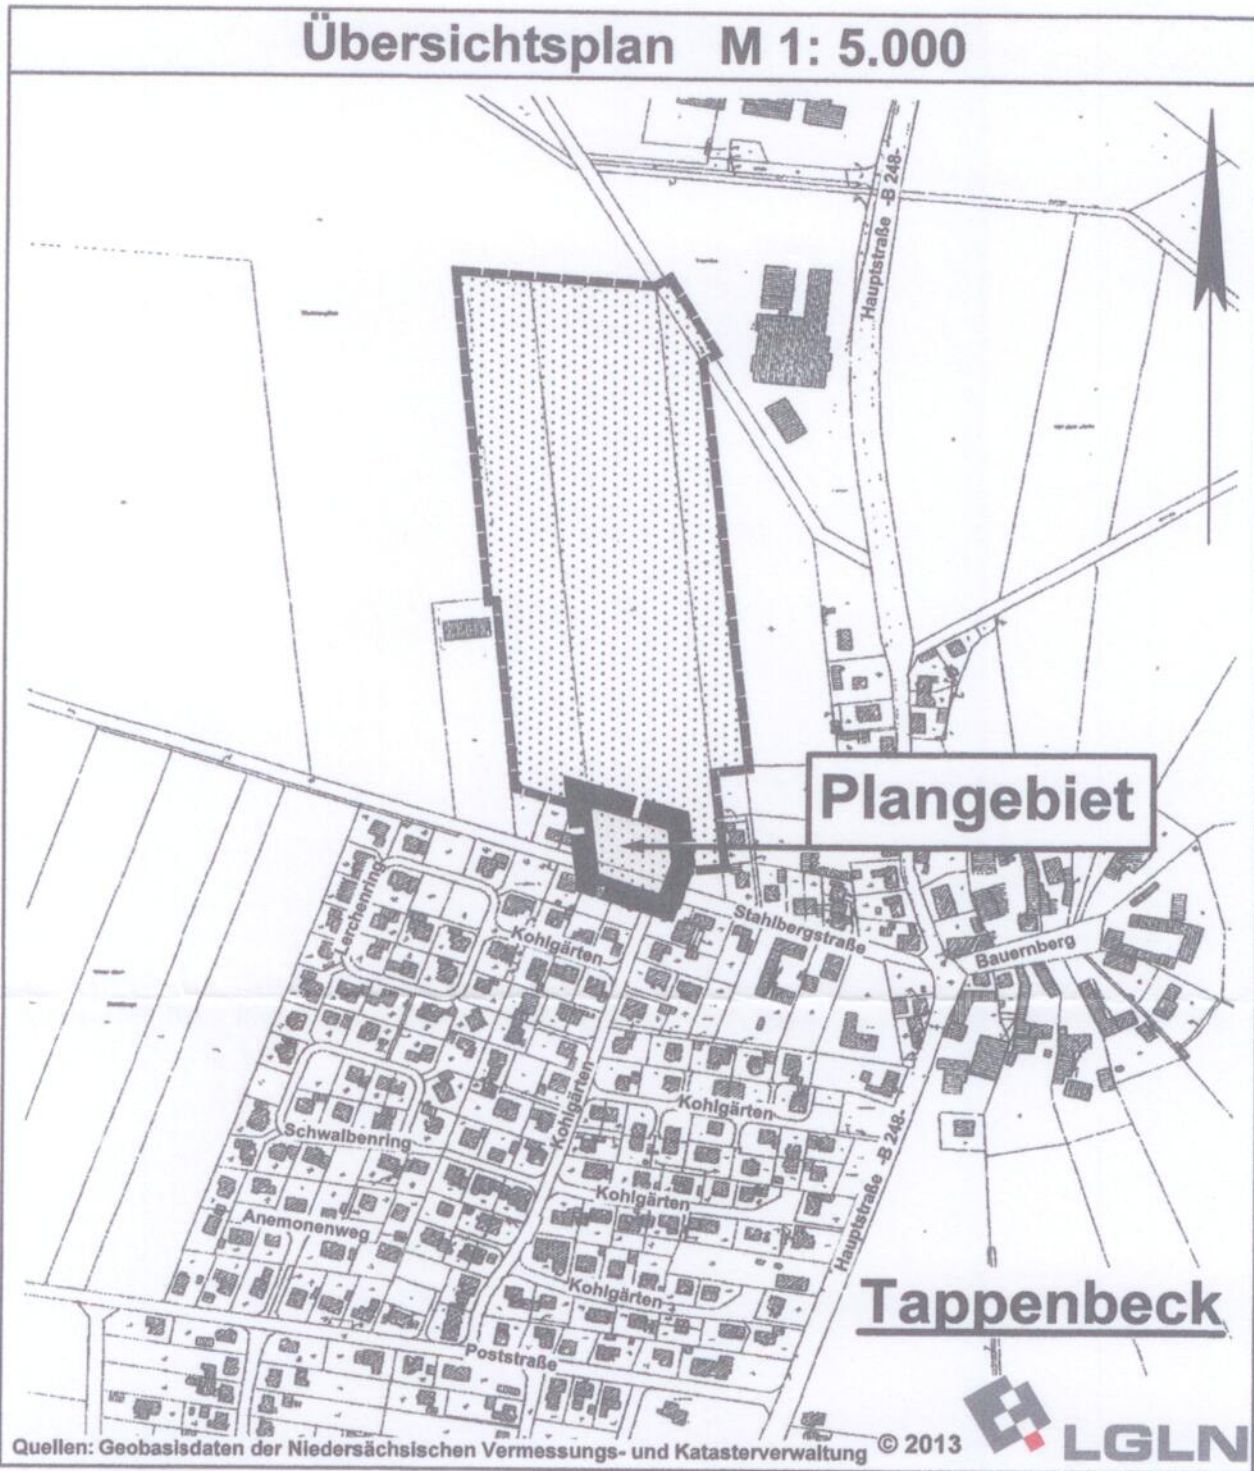 Übersichtsplan M 1: 5.000
Hauptstraße -B 248-
Plangebiet
Lerchenring
Kohlgärten
Stahlbergstraße
Bauernberg
Kohlgärten
Kohlgärten
Schwalbenring
Kohlgärten
Anemonenweg
Hauptstraße -B 248-
Kohlgärten
Tappenbeck
Poststraße
Quellen: Geobasisdaten der Niedersächsischen Vermessungs- und Katasterverwaltung © 2013
LGLN